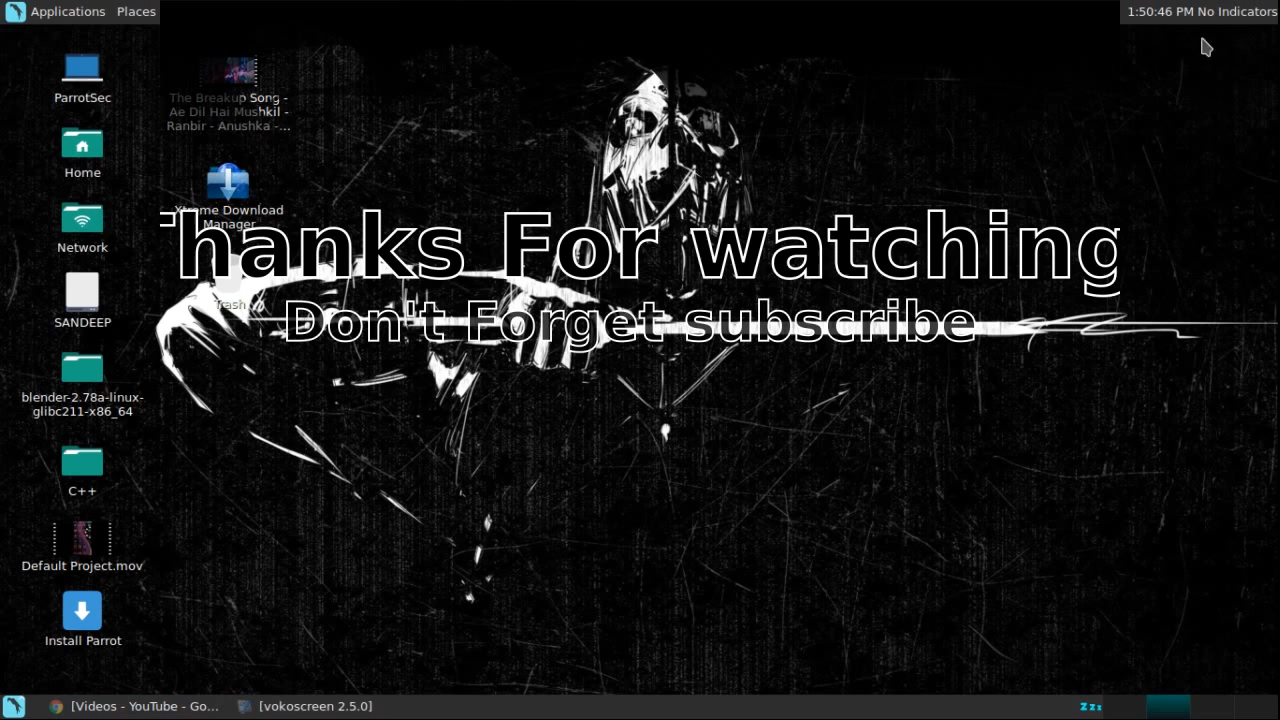 Applications Places
1:50:46 PM No Indicators
ParrotSec
Home
Network
SANDEEP
blender-2.78a-linux-
glibc211-x86_64
C++
Default Project.mov
Install Parrot
The Breakup Song -
Ae Dil Hai Mushkil -
Ranbir - Anushka -...
Xtreme Download
Manager
Trash
Thanks For watching
Don't Forget subscribe
[Videos - YouTube - Go...
[vokoscreen 2.5.0]
Zzz